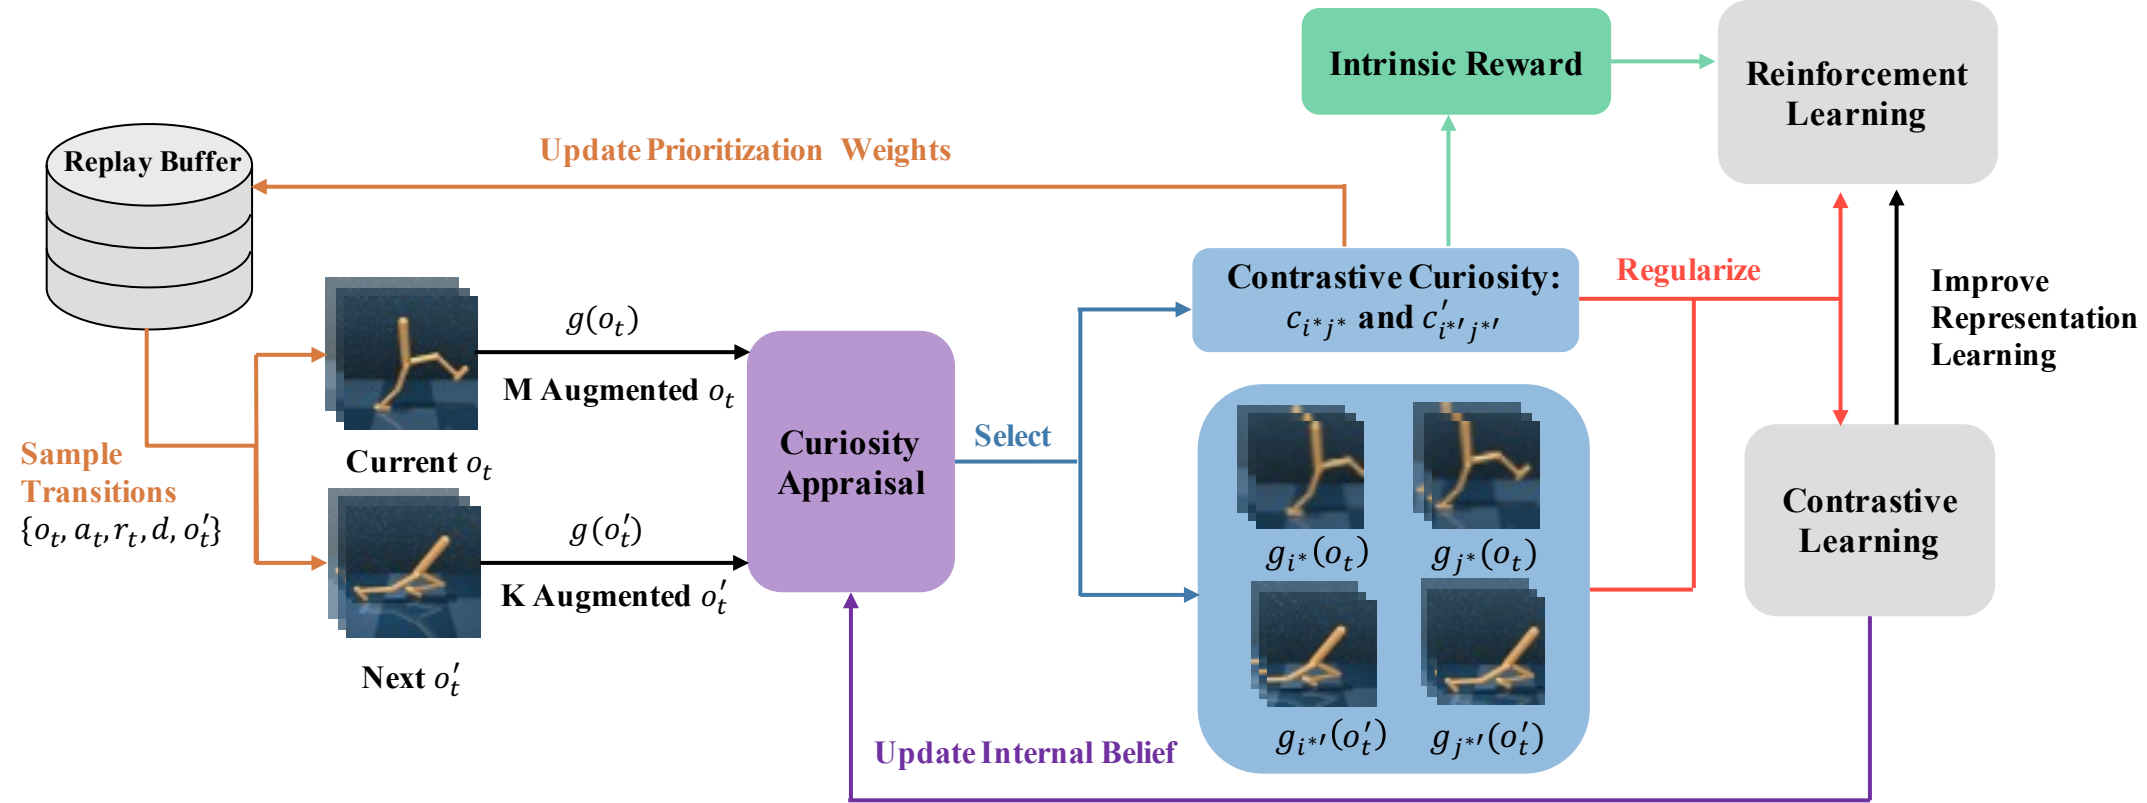 Intrinsic Reward
Reinforcement
Learning
Replay Buffer
Update Prioritization Weights
Contrastive Curiosity:
c_{i*j*} and c'_{i*'j*'}
Regularize
Improve
Representation
Learning
g(o_t)
M Augmented o_t
Current o_t
Sample
Transitions
{o_t, a_t, r_t, d, o'_t}
g(o'_t)
K Augmented o'_t
Next o'_t
Curiosity
Appraisal
Select
g_{i*}(o_t)
g_{j*}(o_t)
g_{i*'}(o'_t)
g_{j*'}(o'_t)
Contrastive
Learning
Update Internal Belief